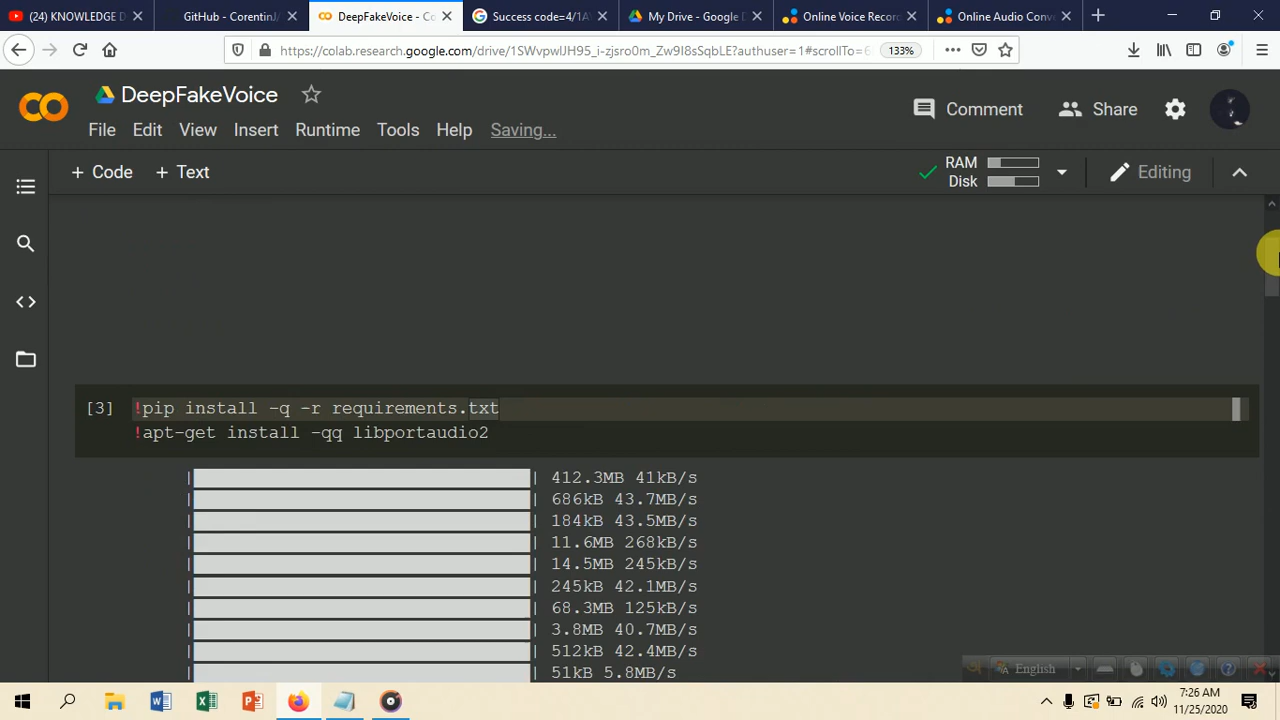 (24) KNOWLEDGE D
GitHub - CorentinJ/
DeepFakeVoice - Co
Success code=4/1A
My Drive - Google D
Online Voice Record
Online Audio Conve
https://colab.research.google.com/drive/1SWvpwlJH95_i-zjsro0m_Zw9I8sSqbLE?authuser=1#scrollTo=6
133%
DeepFakeVoice
Comment
Share
File Edit View Insert Runtime Tools Help Saving...
+ Code + Text
RAM
Disk
Editing
[3] !pip install -q -r requirements.txt
!apt-get install -qq libportaudio2
| | 412.3MB 41kB/s
| | 686kB 43.7MB/s
| | 184kB 43.5MB/s
| | 11.6MB 268kB/s
| | 14.5MB 245kB/s
| | 245kB 42.1MB/s
| | 68.3MB 125kB/s
| | 3.8MB 40.7MB/s
| | 512kB 42.4MB/s
| | 51kB 5.8MB/s
English
7:26 AM
11/25/2020